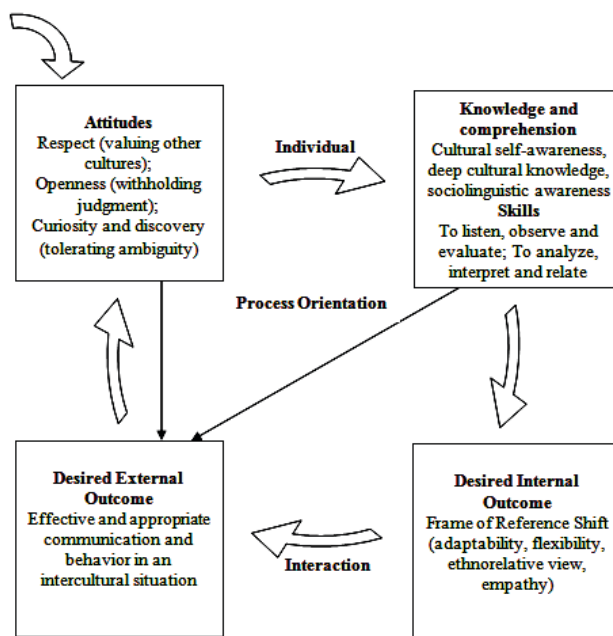 Attitudes
Respect (valuing other
cultures);
Openness (withholding
judgment);
Curiosity and discovery
(tolerating ambiguity)
Individual
Knowledge and
comprehension
Cultural self-awareness,
deep cultural knowledge,
sociolinguistic awareness
Skills
To listen, observe and
evaluate; To analyze,
interpret and relate
Process Orientation
Desired External
Outcome
Effective and appropriate
communication and
behavior in an
intercultural situation
Interaction
Desired Internal
Outcome
Frame of Reference Shift
(adaptability, flexibility,
ethnorelative view,
empathy)